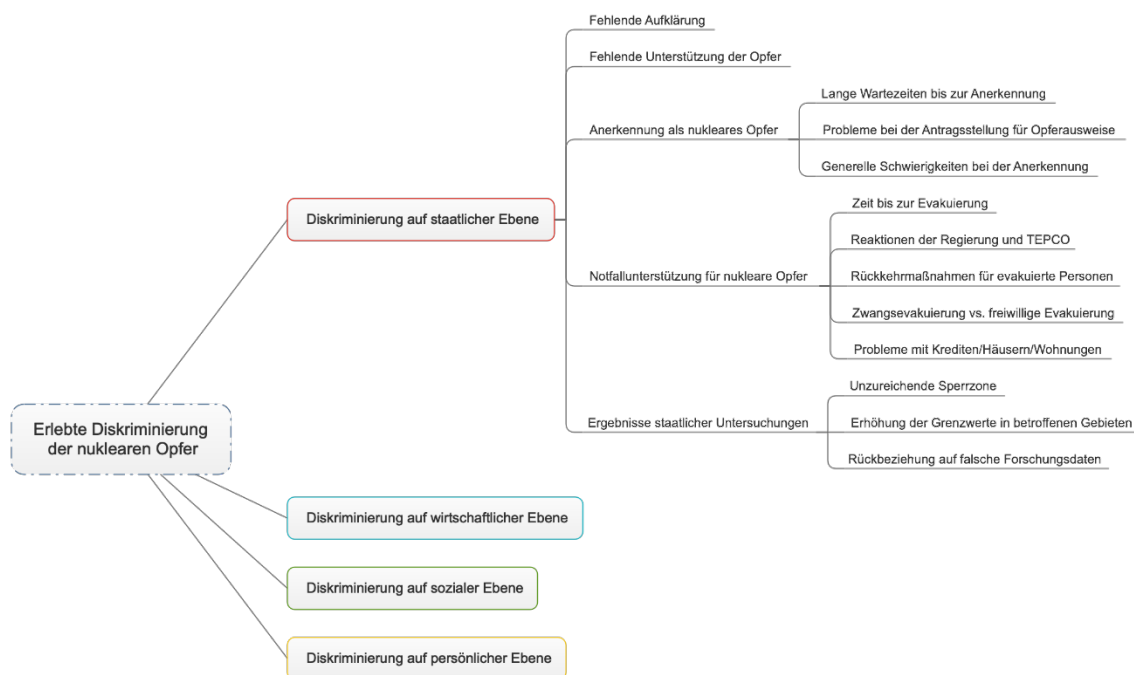 Erlebte Diskriminierung
der nuklearen Opfer
Diskriminierung auf staatlicher Ebene
Fehlende Aufklärung
Fehlende Unterstützung der Opfer
Anerkennung als nukleares Opfer
Lange Wartezeiten bis zur Anerkennung
Probleme bei der Antragsstellung für Opferausweise
Generelle Schwierigkeiten bei der Anerkennung
Notfallunterstützung für nukleare Opfer
Zeit bis zur Evakuierung
Reaktionen der Regierung und TEPCO
Rückkehrmaßnahmen für evakuierte Personen
Zwangsevakuierung vs. freiwillige Evakuierung
Probleme mit Krediten/Häusern/Wohnungen
Ergebnisse staatlicher Untersuchungen
Unzureichende Sperrzone
Erhöhung der Grenzwerte in betroffenen Gebieten
Rückbeziehung auf falsche Forschungsdaten
Diskriminierung auf wirtschaftlicher Ebene
Diskriminierung auf sozialer Ebene
Diskriminierung auf persönlicher Ebene